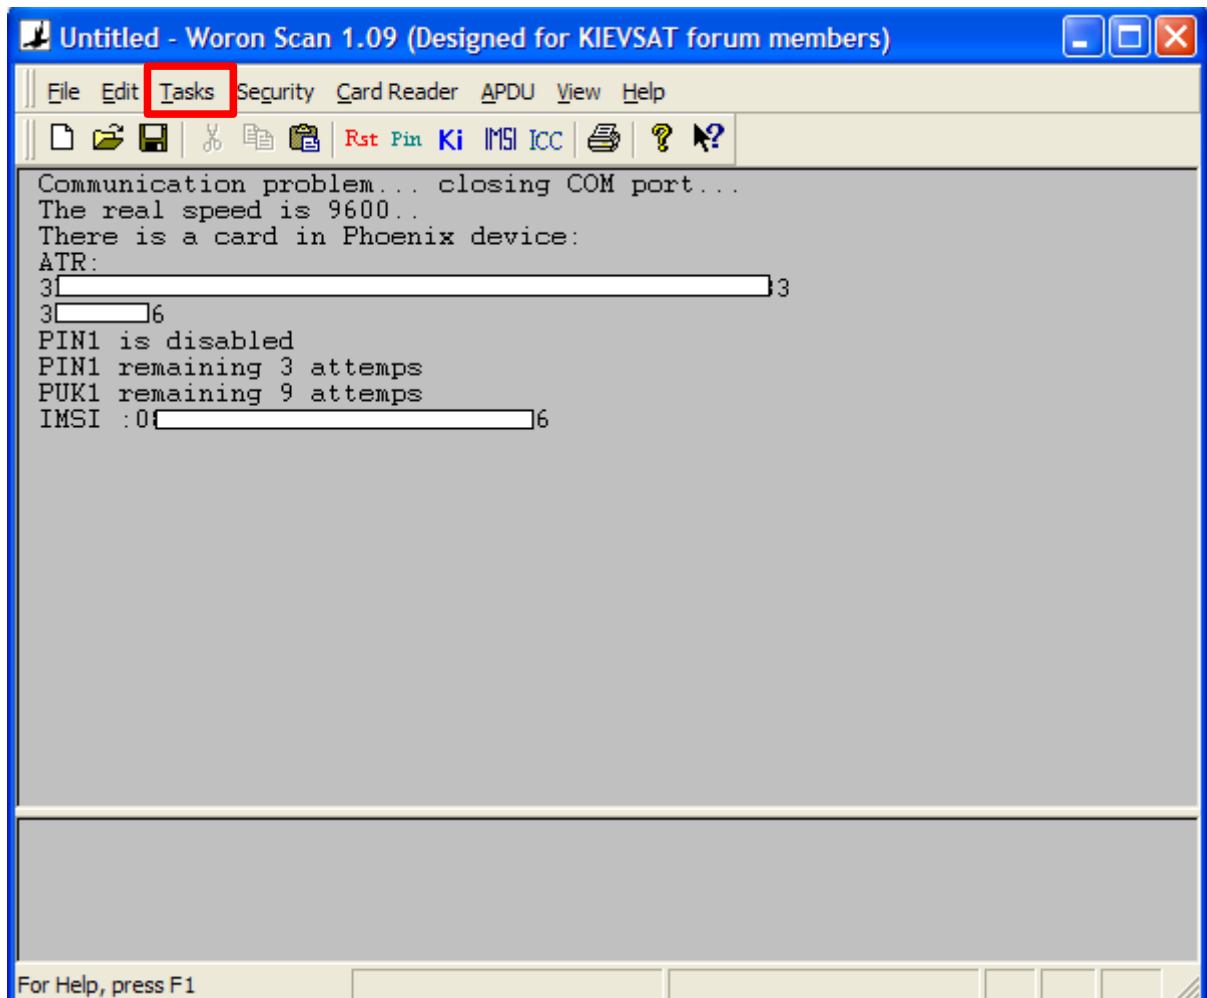 Untitled - Woron Scan 1.09 (Designed for KIEVSAT forum members)
File Edit Tasks Security Card Reader APDU View Help
Rst Pin Ki IMSI ICC
Communication problem... closing COM port...
The real speed is 9600..
There is a card in Phoenix device:
ATR:
3 3
3 6
PIN1 is disabled
PIN1 remaining 3 attemps
PUK1 remaining 9 attemps
IMSI :0 6
For Help, press F1